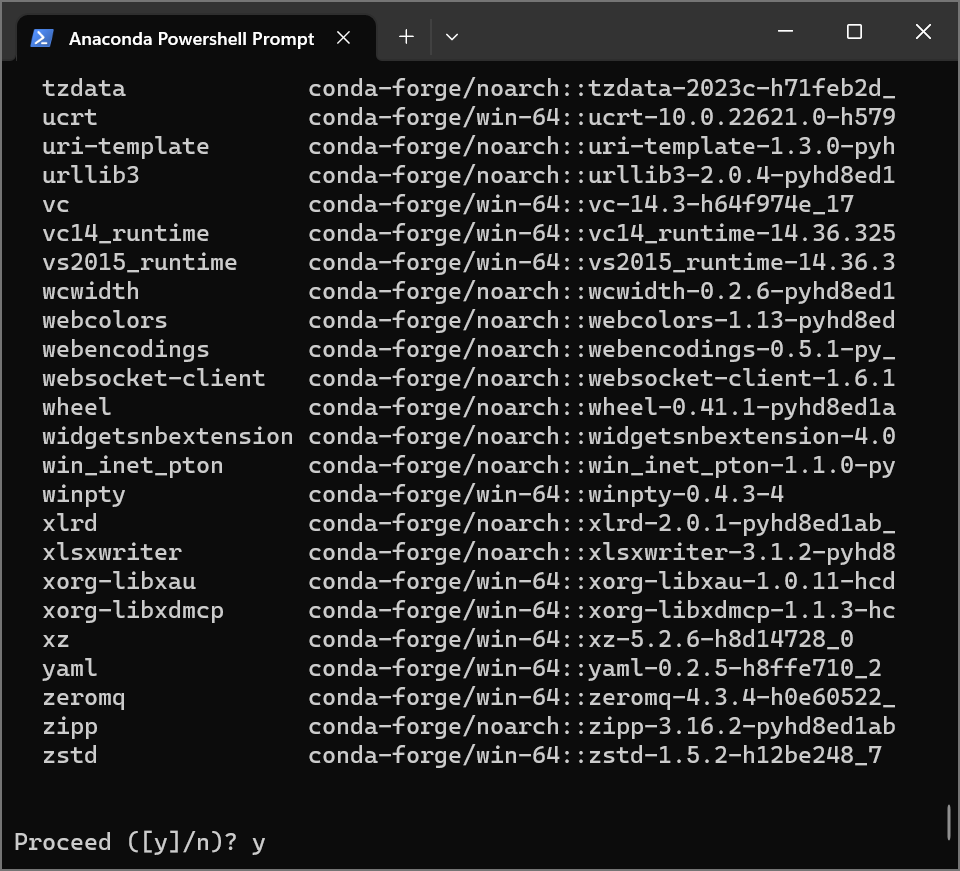 Anaconda Powershell Prompt
tzdata conda-forge/noarch::tzdata-2023c-h71feb2d_
ucrt conda-forge/win-64::ucrt-10.0.22621.0-h579
uri-template conda-forge/noarch::uri-template-1.3.0-pyh
urllib3 conda-forge/noarch::urllib3-2.0.4-pyhd8ed1
vc conda-forge/win-64::vc-14.3-h64f974e_17
vc14_runtime conda-forge/win-64::vc14_runtime-14.36.325
vs2015_runtime conda-forge/win-64::vs2015_runtime-14.36.3
wcwidth conda-forge/noarch::wcwidth-0.2.6-pyhd8ed1
webcolors conda-forge/noarch::webcolors-1.13-pyhd8ed
webencodings conda-forge/noarch::webencodings-0.5.1-py_
websocket-client conda-forge/noarch::websocket-client-1.6.1
wheel conda-forge/noarch::wheel-0.41.1-pyhd8ed1a
widgetsnbextension conda-forge/noarch::widgetsnbextension-4.0
win_inet_pton conda-forge/noarch::win_inet_pton-1.1.0-py
winpty conda-forge/win-64::winpty-0.4.3-4
xlrd conda-forge/noarch::xlrd-2.0.1-pyhd8ed1ab_
xlsxwriter conda-forge/noarch::xlsxwriter-3.1.2-pyhd8
xorg-libxau conda-forge/win-64::xorg-libxau-1.0.11-hcd
xorg-libxdmcp conda-forge/win-64::xorg-libxdmcp-1.1.3-hc
xz conda-forge/win-64::xz-5.2.6-h8d14728_0
yaml conda-forge/win-64::yaml-0.2.5-h8ffe710_2
zeromq conda-forge/win-64::zeromq-4.3.4-h0e60522_
zipp conda-forge/noarch::zipp-3.16.2-pyhd8ed1ab
zstd conda-forge/win-64::zstd-1.5.2-h12be248_7
Proceed ([y]/n)? y